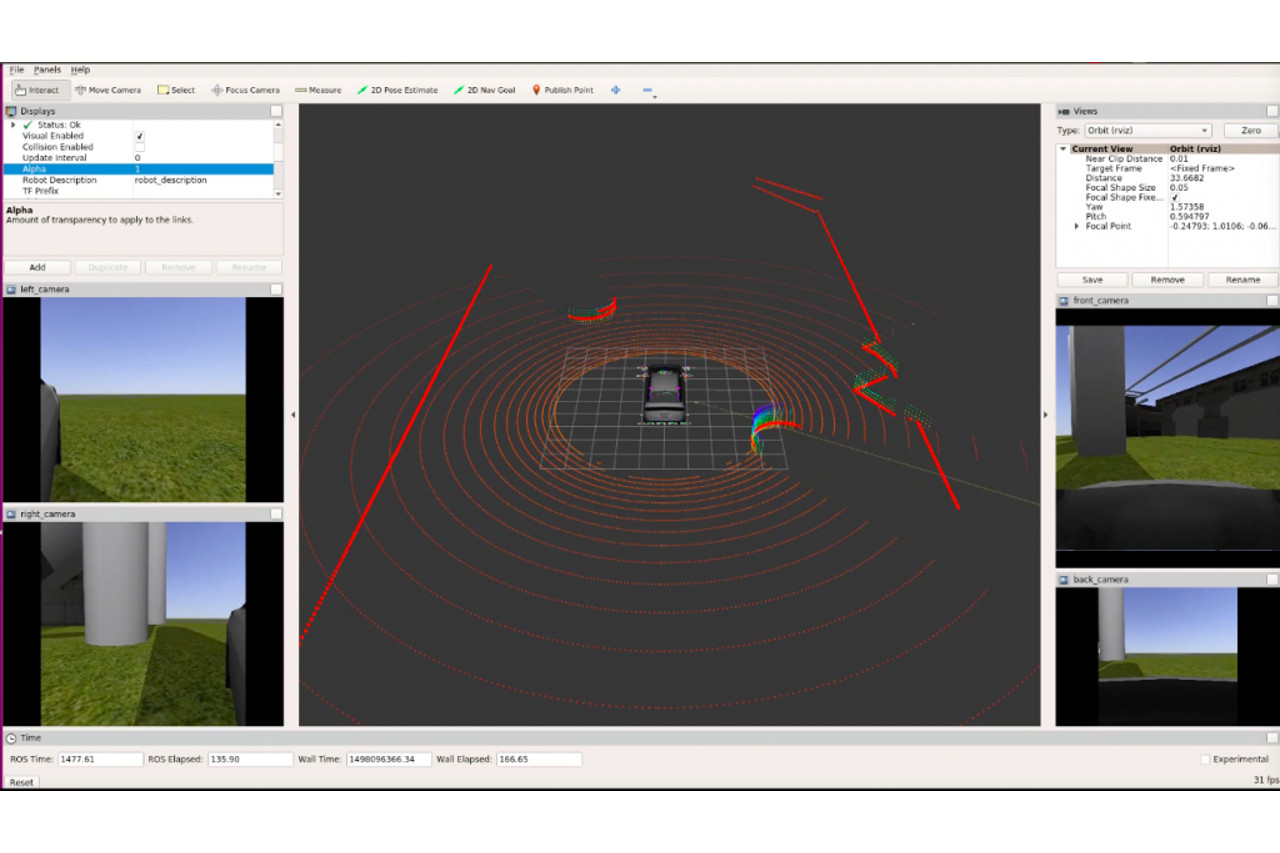 File Panels Help
Interact Move Camera Select Focus Camera Measure 2D Pose Estimate 2D Nav Goal Publish Point
Displays
Status: Ok
Visual Enabled
Collision Enabled
Update Interval 0
Alpha 1
Robot Description robot_description
TF Prefix
Alpha
Amount of transparency to apply to the links.
Add Duplicate Remove Rename
left_camera
right_camera
Views
Type: Orbit (rviz) Zero
Current View Orbit (rviz)
Near Clip Distance 0.01
Target Frame <Fixed Frame>
Distance 33.6682
Focal Shape Size 0.05
Focal Shape Fixe...
Yaw 1.57358
Pitch 0.594797
Focal Point -0.24793; 1.0106; -0.06...
Save Remove Rename
front_camera
back_camera
Time
ROS Time: 1477.61 ROS Elapsed: 135.90 Wall Time: 1498096366.34 Wall Elapsed: 166.65 Experimental
Reset 31 fps